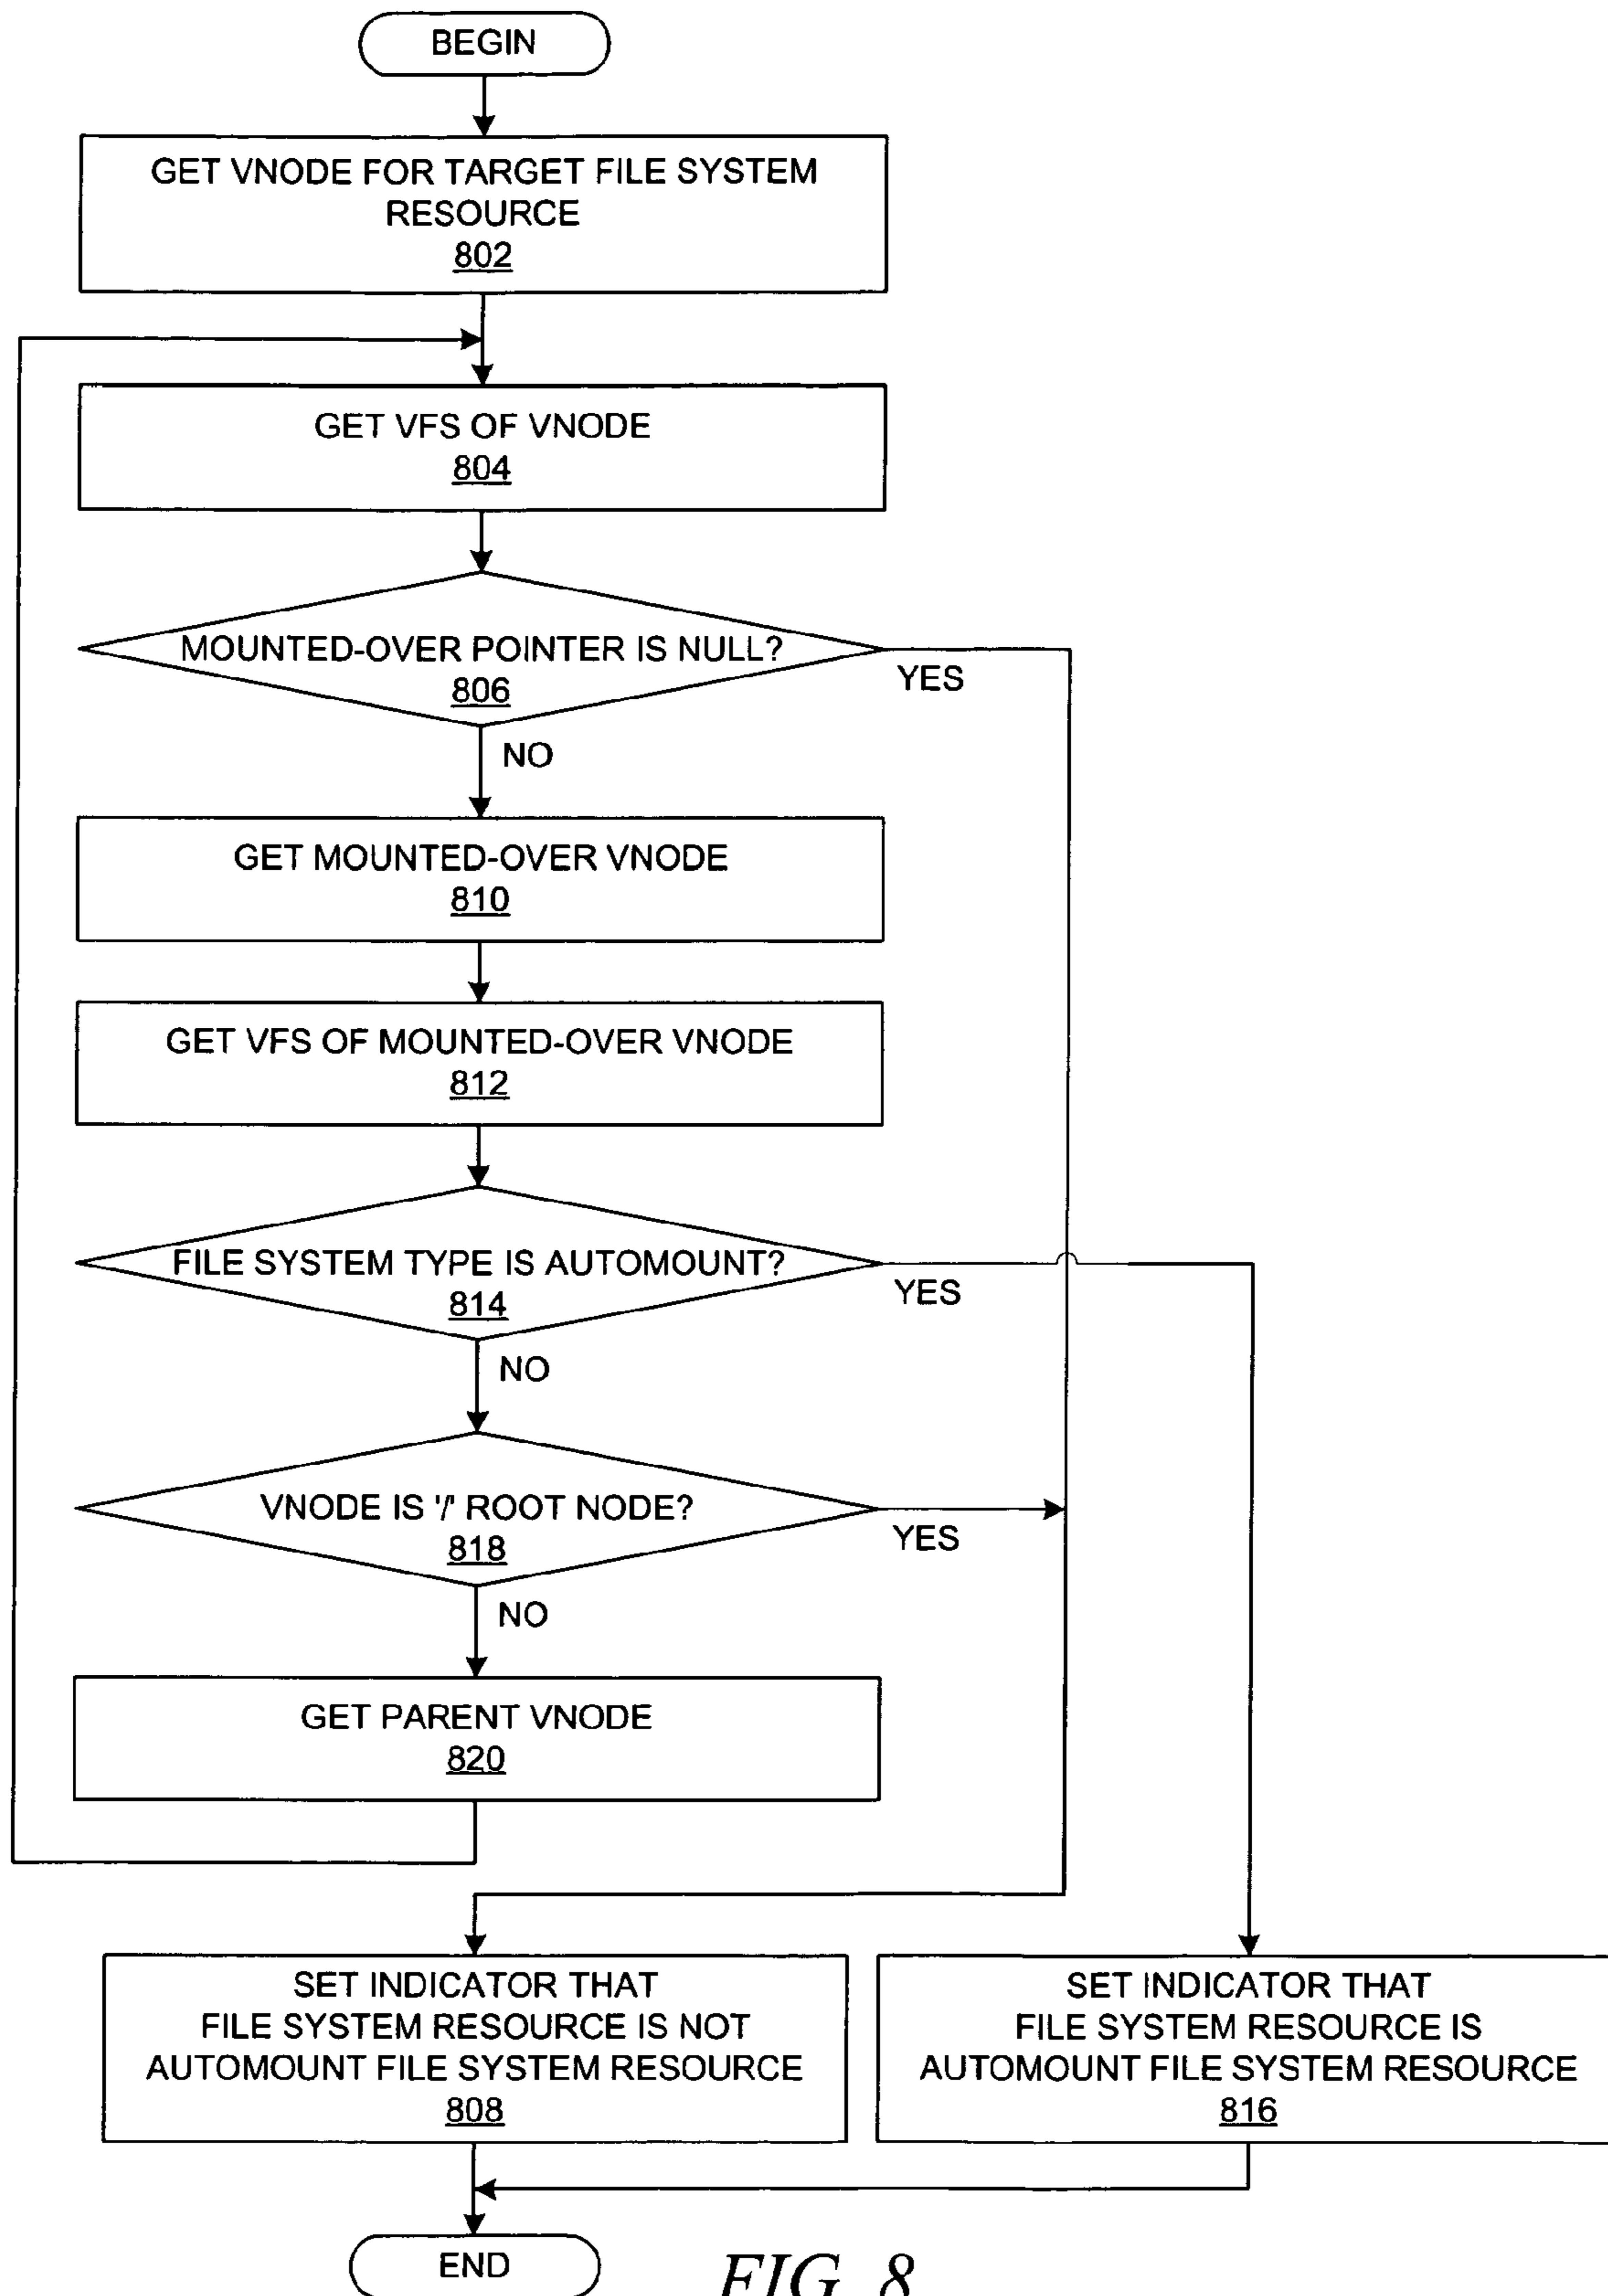 BEGIN
GET VNODE FOR TARGET FILE SYSTEM
RESOURCE
802
GET VFS OF VNODE
804
MOUNTED-OVER POINTER IS NULL?
806
YES
NO
GET MOUNTED-OVER VNODE
810
GET VFS OF MOUNTED-OVER VNODE
812
FILE SYSTEM TYPE IS AUTOMOUNT?
814
YES
NO
VNODE IS '/' ROOT NODE?
818
YES
NO
GET PARENT VNODE
820
SET INDICATOR THAT
FILE SYSTEM RESOURCE IS NOT
AUTOMOUNT FILE SYSTEM RESOURCE
808
SET INDICATOR THAT
FILE SYSTEM RESOURCE IS
AUTOMOUNT FILE SYSTEM RESOURCE
816
END
FIG. 8